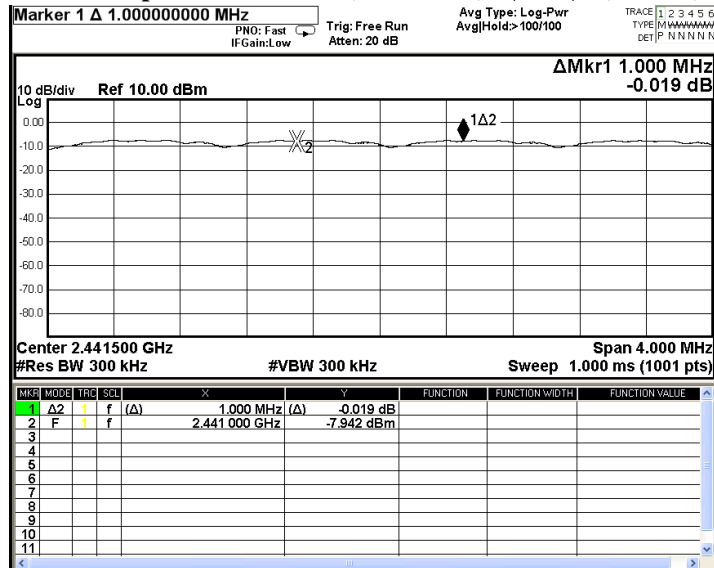 Marker 1 Δ 1.000000000 MHz
PNO: Fast
IFGain:Low
Trig: Free Run
Atten: 20 dB
Avg Type: Log-Pwr
Avg|Hold:>100/100
TRACE 1 2 3 4 5 6
TYPE M
DET P N N N N N
ΔMkr1 1.000 MHz
-0.019 dB
10 dB/div Ref 10.00 dBm
Log
0.00
-10.0
-20.0
-30.0
-40.0
-50.0
-60.0
-70.0
-80.0
1Δ2
2
Center 2.441500 GHz Span 4.000 MHz
#Res BW 300 kHz #VBW 300 kHz Sweep 1.000 ms (1001 pts)
MKR MODE TRC SCL X Y FUNCTION FUNCTION WIDTH FUNCTION VALUE
1 Δ2 1 f (Δ) 1.000 MHz (Δ) -0.019 dB
2 F 1 f 2.441 000 GHz -7.942 dBm
3
4
5
6
7
8
9
10
11